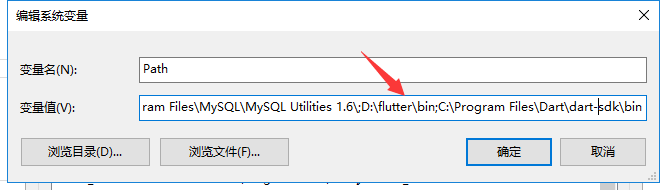 编辑系统变量
变量名(N):
Path
变量值(V):
ram Files\MySQL\MySQL Utilities 1.6\;D:\flutter\bin;C:\Program Files\Dart\dart-sdk\bin
浏览目录(D)...
浏览文件(F)...
确定
取消